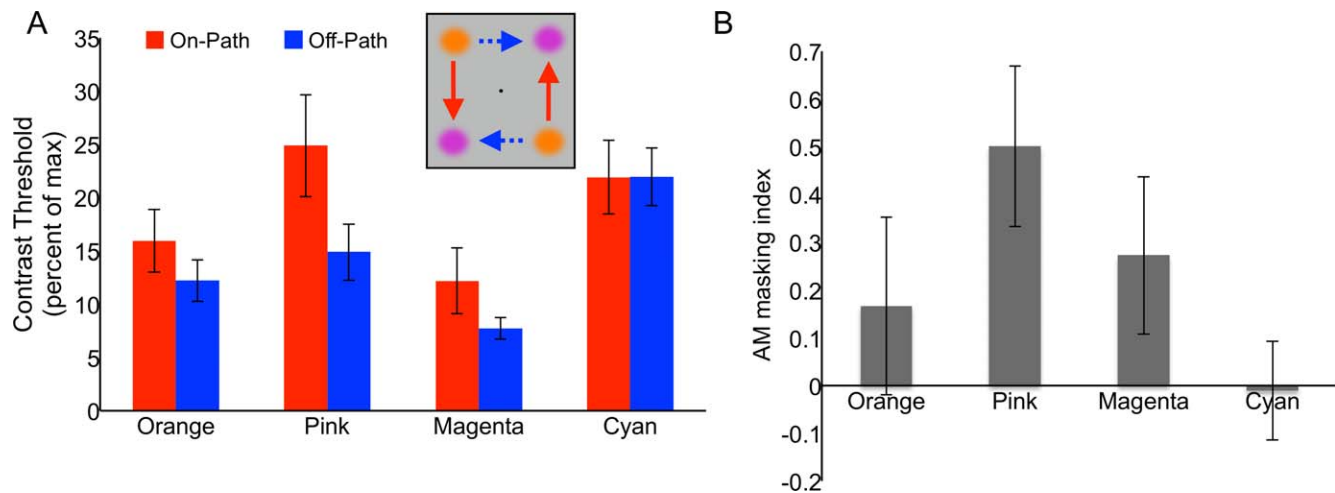 A
35
On-Path Off-Path
30
25
20
15
10
5
0
Contrast Threshold
(percent of max)
Orange Pink Magenta Cyan
B
0.7
0.6
0.5
0.4
0.3
0.2
0.1
0
-0.1
-0.2
AM masking index
Orange Pink Magenta Cyan